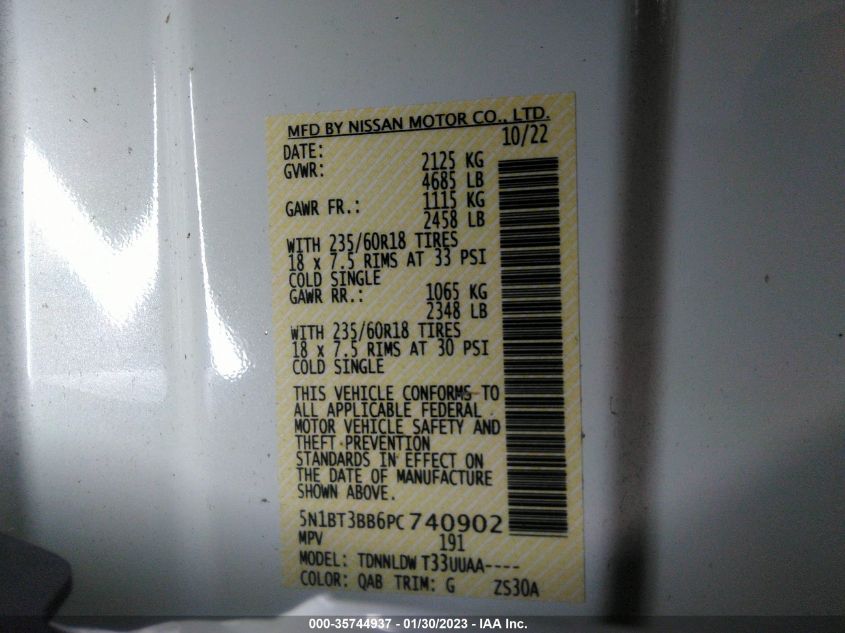 MFD BY NISSAN MOTOR CO., LTD.
DATE: 10/22
GVWR: 2125 KG
4685 LB
GAWR FR.: 1115 KG
2458 LB
WITH 235/60R18 TIRES
18 x 7.5 RIMS AT 33 PSI
COLD SINGLE
GAWR RR.: 1065 KG
2348 LB
WITH 235/60R18 TIRES
18 x 7.5 RIMS AT 30 PSI
COLD SINGLE
THIS VEHICLE CONFORMS TO
ALL APPLICABLE FEDERAL
MOTOR VEHICLE SAFETY AND
THEFT PREVENTION
STANDARDS IN EFFECT ON
THE DATE OF MANUFACTURE
SHOWN ABOVE.
5N1BT3BB6PC740902
MPV 191
MODEL: TDNNLDW T33UUAA----
COLOR: QAB TRIM: G ZS30A
000-35744937 - 01/30/2023 - IAA Inc.